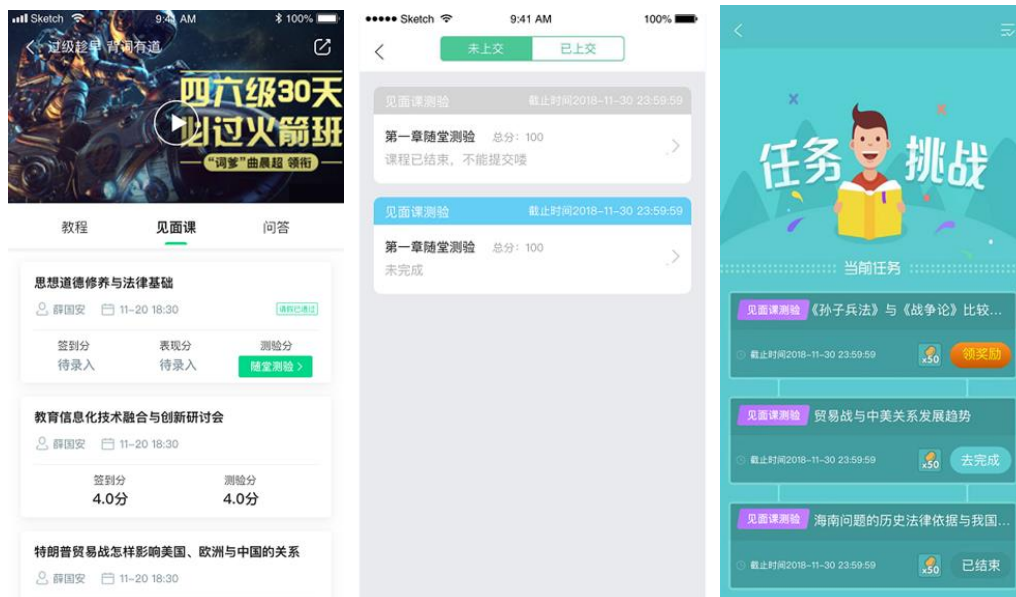 Sketch 9:41 AM 100%
过级趁早 背词有道
四六级30天
必过火箭班
“词爹”曲晨超 领衔
教程 见面课 问答
思想道德修养与法律基础
薛国安 11-20 18:30 请假已通过
签到分 表现分 测验分
待录入 待录入 随堂测验 >
教育信息化技术融合与创新研讨会
薛国安 11-20 18:30
签到分 测验分
4.0分 4.0分
特朗普贸易战怎样影响美国、欧洲与中国的关系
薛国安 11-20 18:30
Sketch 9:41 AM 100%
未上交 已上交
见面课测验 截止时间2018-11-30 23:59:59
第一章随堂测验 总分: 100
课程已结束, 不能提交喽
见面课测验 截止时间2018-11-30 23:59:59
第一章随堂测验 总分: 100
未完成
任务挑战
当前任务
见面课测验 《孙子兵法》与《战争论》比较...
截止时间2018-11-30 23:59:59 x50 领奖励
见面课测验 贸易战与中美关系发展趋势
截止时间2018-11-30 23:59:59 x50 去完成
见面课测验 海南问题的历史法律依据与我国...
截止时间2018-11-30 23:59:59 x50 已结束